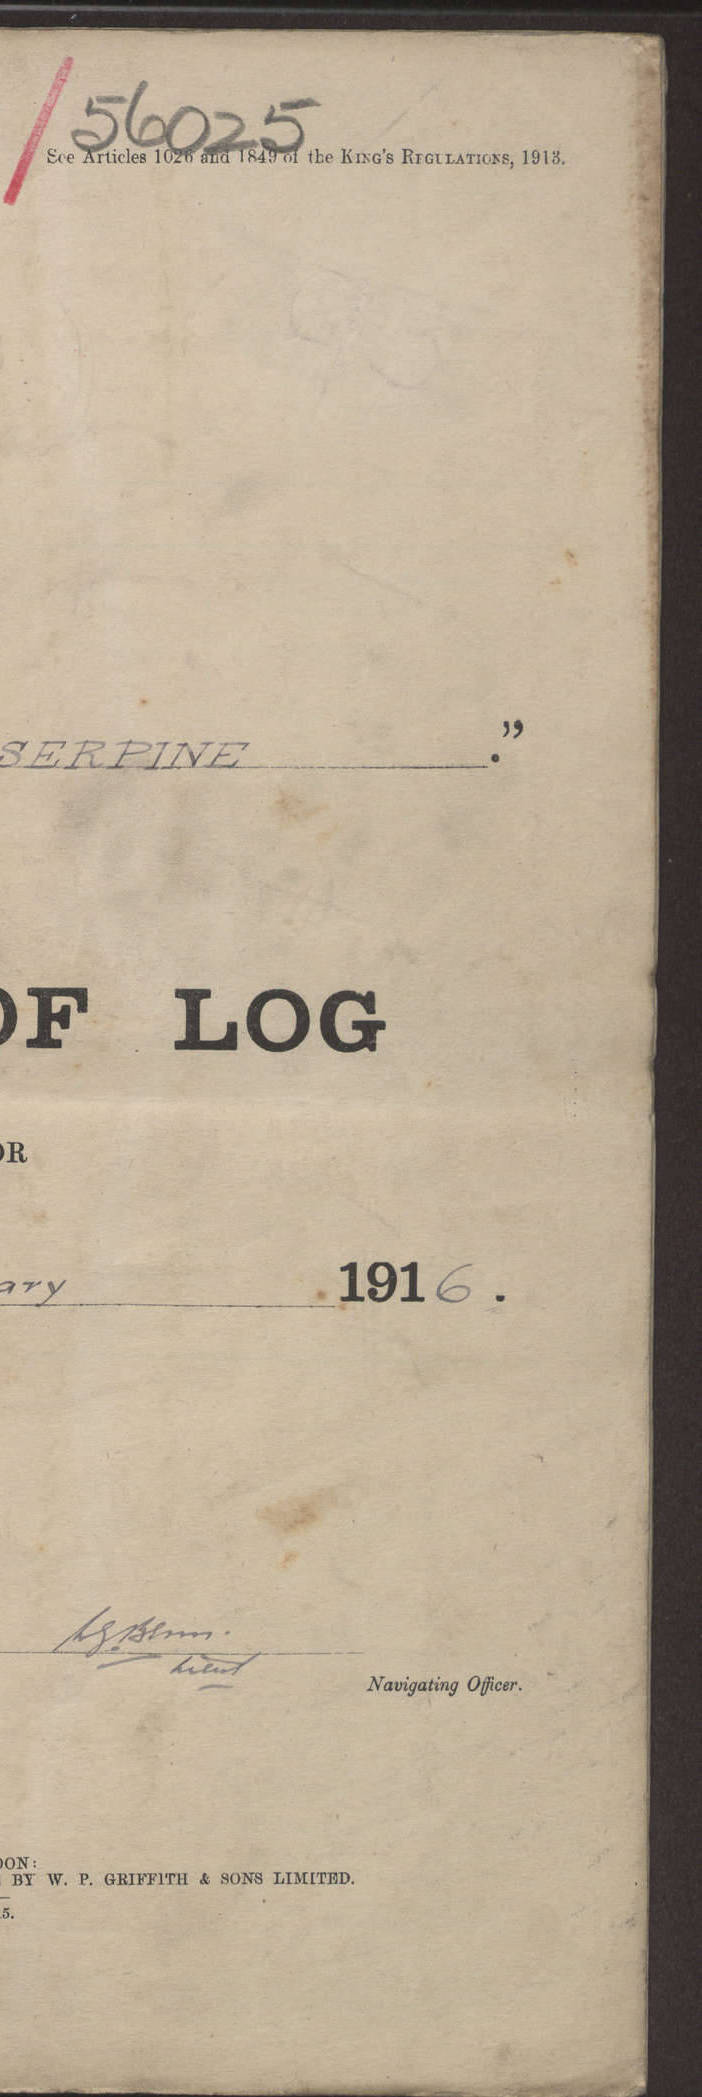 56025
See Articles 1026 and 1849 of the KING'S REGULATIONS, 1913.
SERPINE ."
OF LOG
OR
ary 1916.
Lieut
Navigating Officer.
DON:
BY W. P. GRIFFITH & SONS LIMITED.
5.